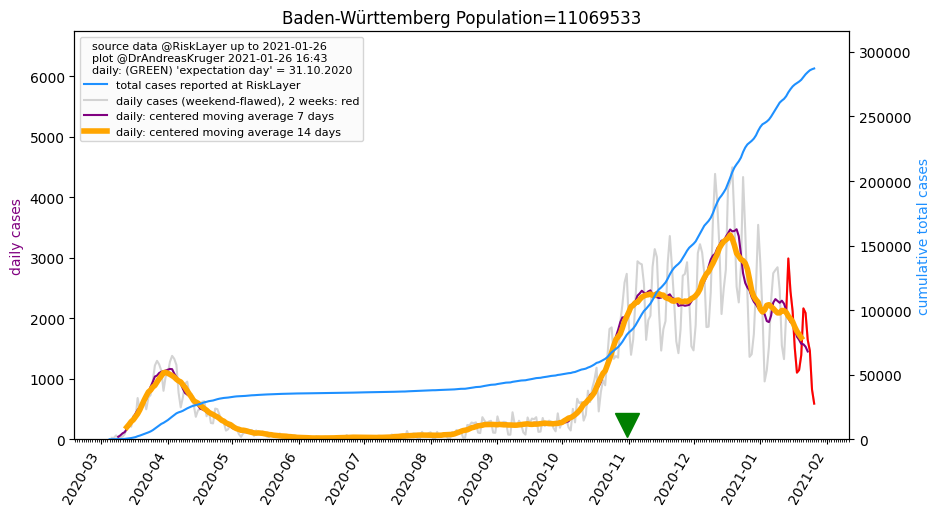 Baden-Württemberg Population=11069533
source data @RiskLayer up to 2021-01-26
plot @DrAndreasKruger 2021-01-26 16:43
daily: (GREEN) 'expectation day' = 31.10.2020
total cases reported at RiskLayer
daily cases (weekend-flawed), 2 weeks: red
daily: centered moving average 7 days
daily: centered moving average 14 days
daily cases
6000
5000
4000
3000
2000
1000
0
cumulative total cases
300000
250000
200000
150000
100000
50000
0
2020-03
2020-04
2020-05
2020-06
2020-07
2020-08
2020-09
2020-10
2020-11
2020-12
2021-01
2021-02